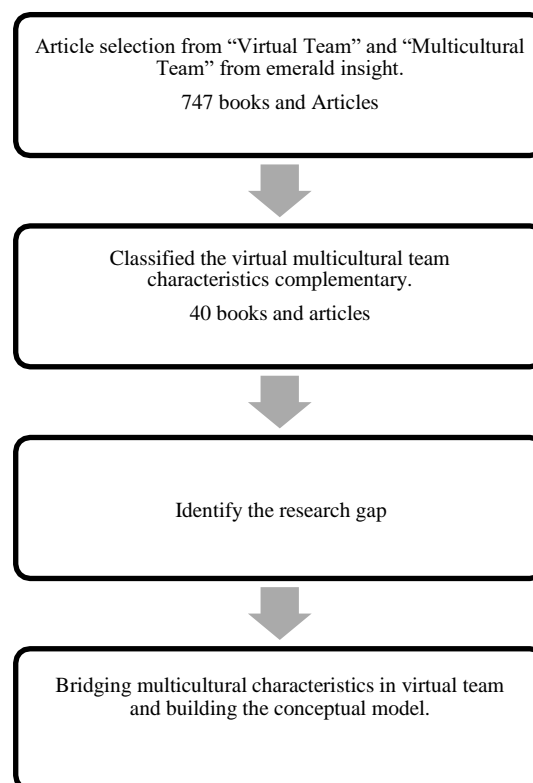 Article selection from “Virtual Team” and “Multicultural
Team” from emerald insight.
747 books and Articles
Classified the virtual multicultural team
characteristics complementary.
40 books and articles
Identify the research gap
Bridging multicultural characteristics in virtual team
and building the conceptual model.